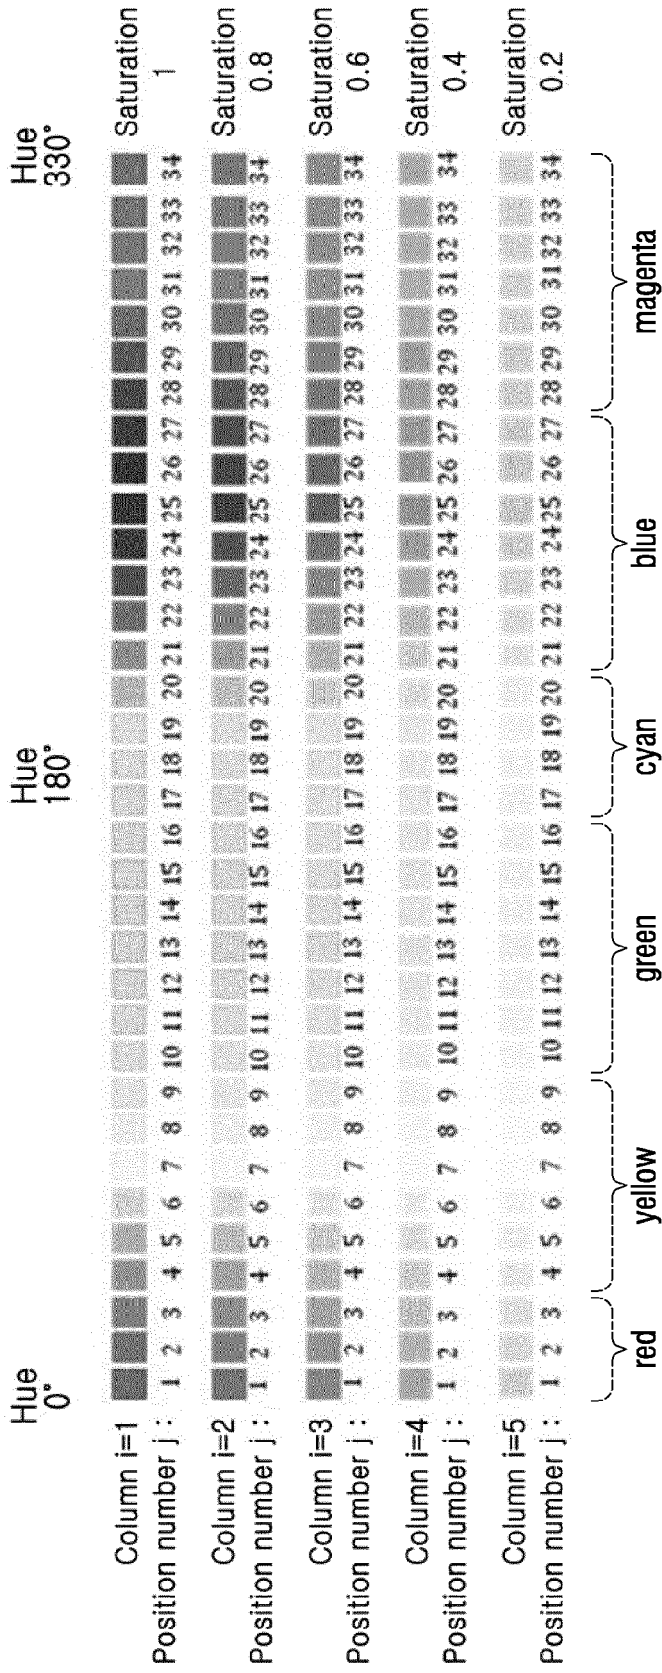 Hue Hue Hue
0° 180° 330°
Column i=1 Saturation
Position number j : 1 2 3 4 5 6 7 8 9 10 11 12 13 14 15 16 17 18 19 20 21 22 23 24 25 26 27 28 29 30 31 32 33 34 1
Column i=2 Saturation
Position number j : 1 2 3 4 5 6 7 8 9 10 11 12 13 14 15 16 17 18 19 20 21 22 23 24 25 26 27 28 29 30 31 32 33 34 0.8
Column i=3 Saturation
Position number j : 1 2 3 4 5 6 7 8 9 10 11 12 13 14 15 16 17 18 19 20 21 22 23 24 25 26 27 28 29 30 31 32 33 34 0.6
Column i=4 Saturation
Position number j : 1 2 3 4 5 6 7 8 9 10 11 12 13 14 15 16 17 18 19 20 21 22 23 24 25 26 27 28 29 30 31 32 33 34 0.4
Column i=5 Saturation
Position number j : 1 2 3 4 5 6 7 8 9 10 11 12 13 14 15 16 17 18 19 20 21 22 23 24 25 26 27 28 29 30 31 32 33 34 0.2
red yellow green cyan blue magenta